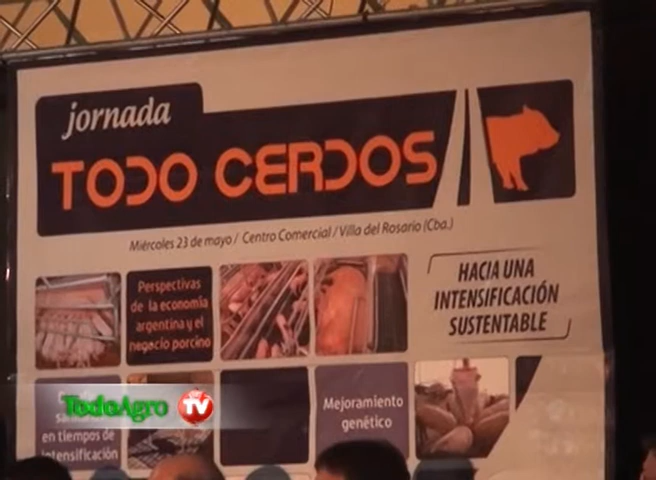 jornada
TODO CERDOS
Miércoles 23 de mayo / Centro Comercial / Villa del Rosario (Cba.)
HACIA UNA
INTENSIFICACIÓN
SUSTENTABLE
Perspectivas
de la economía
argentina y el
negocio porcino
Mejoramiento
genético
en tiempos de
intensificación
TodoAgro TV